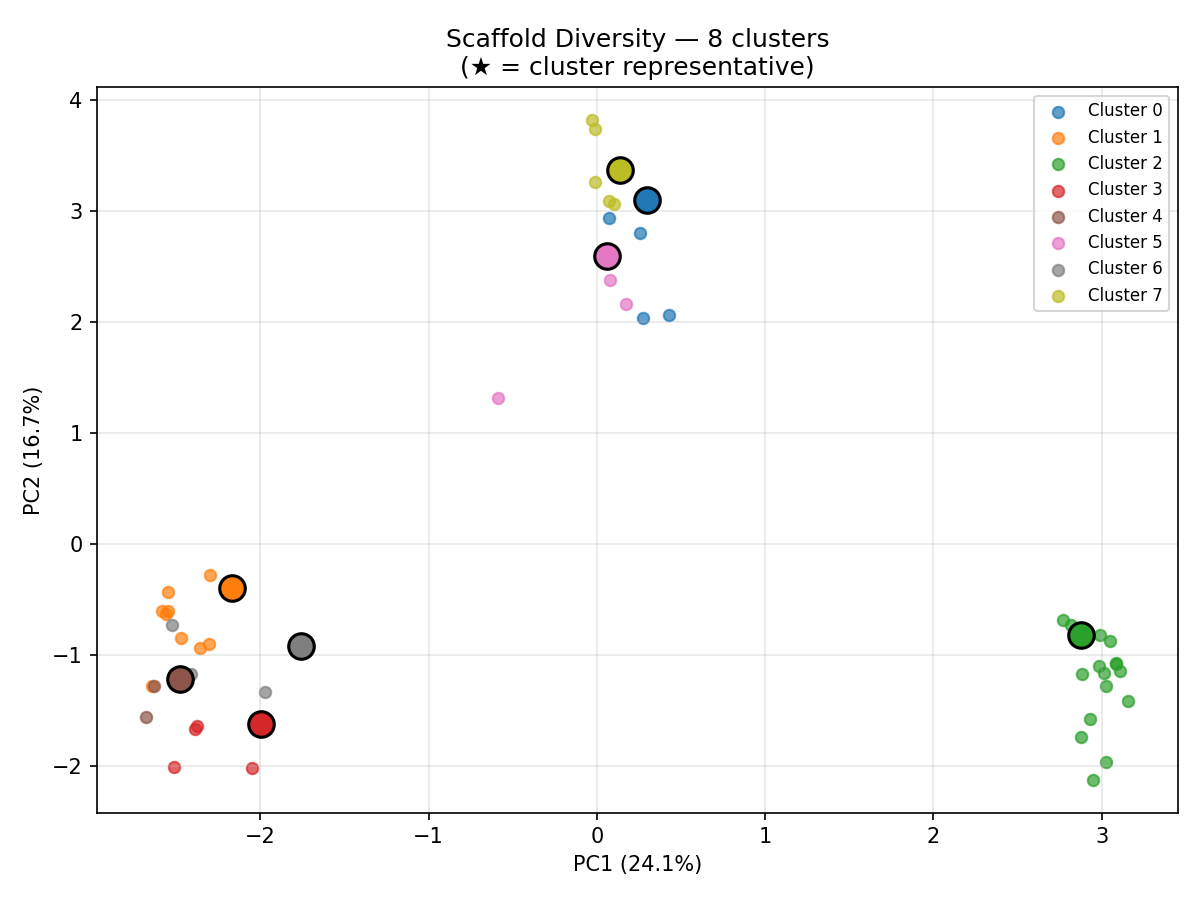 Scaffold Diversity — 8 clusters
(★ = cluster representative)
4
3
2
1
0
−1
−2
PC2 (16.7%)
−2
−1
0
1
2
3
PC1 (24.1%)
Cluster 0
Cluster 1
Cluster 2
Cluster 3
Cluster 4
Cluster 5
Cluster 6
Cluster 7